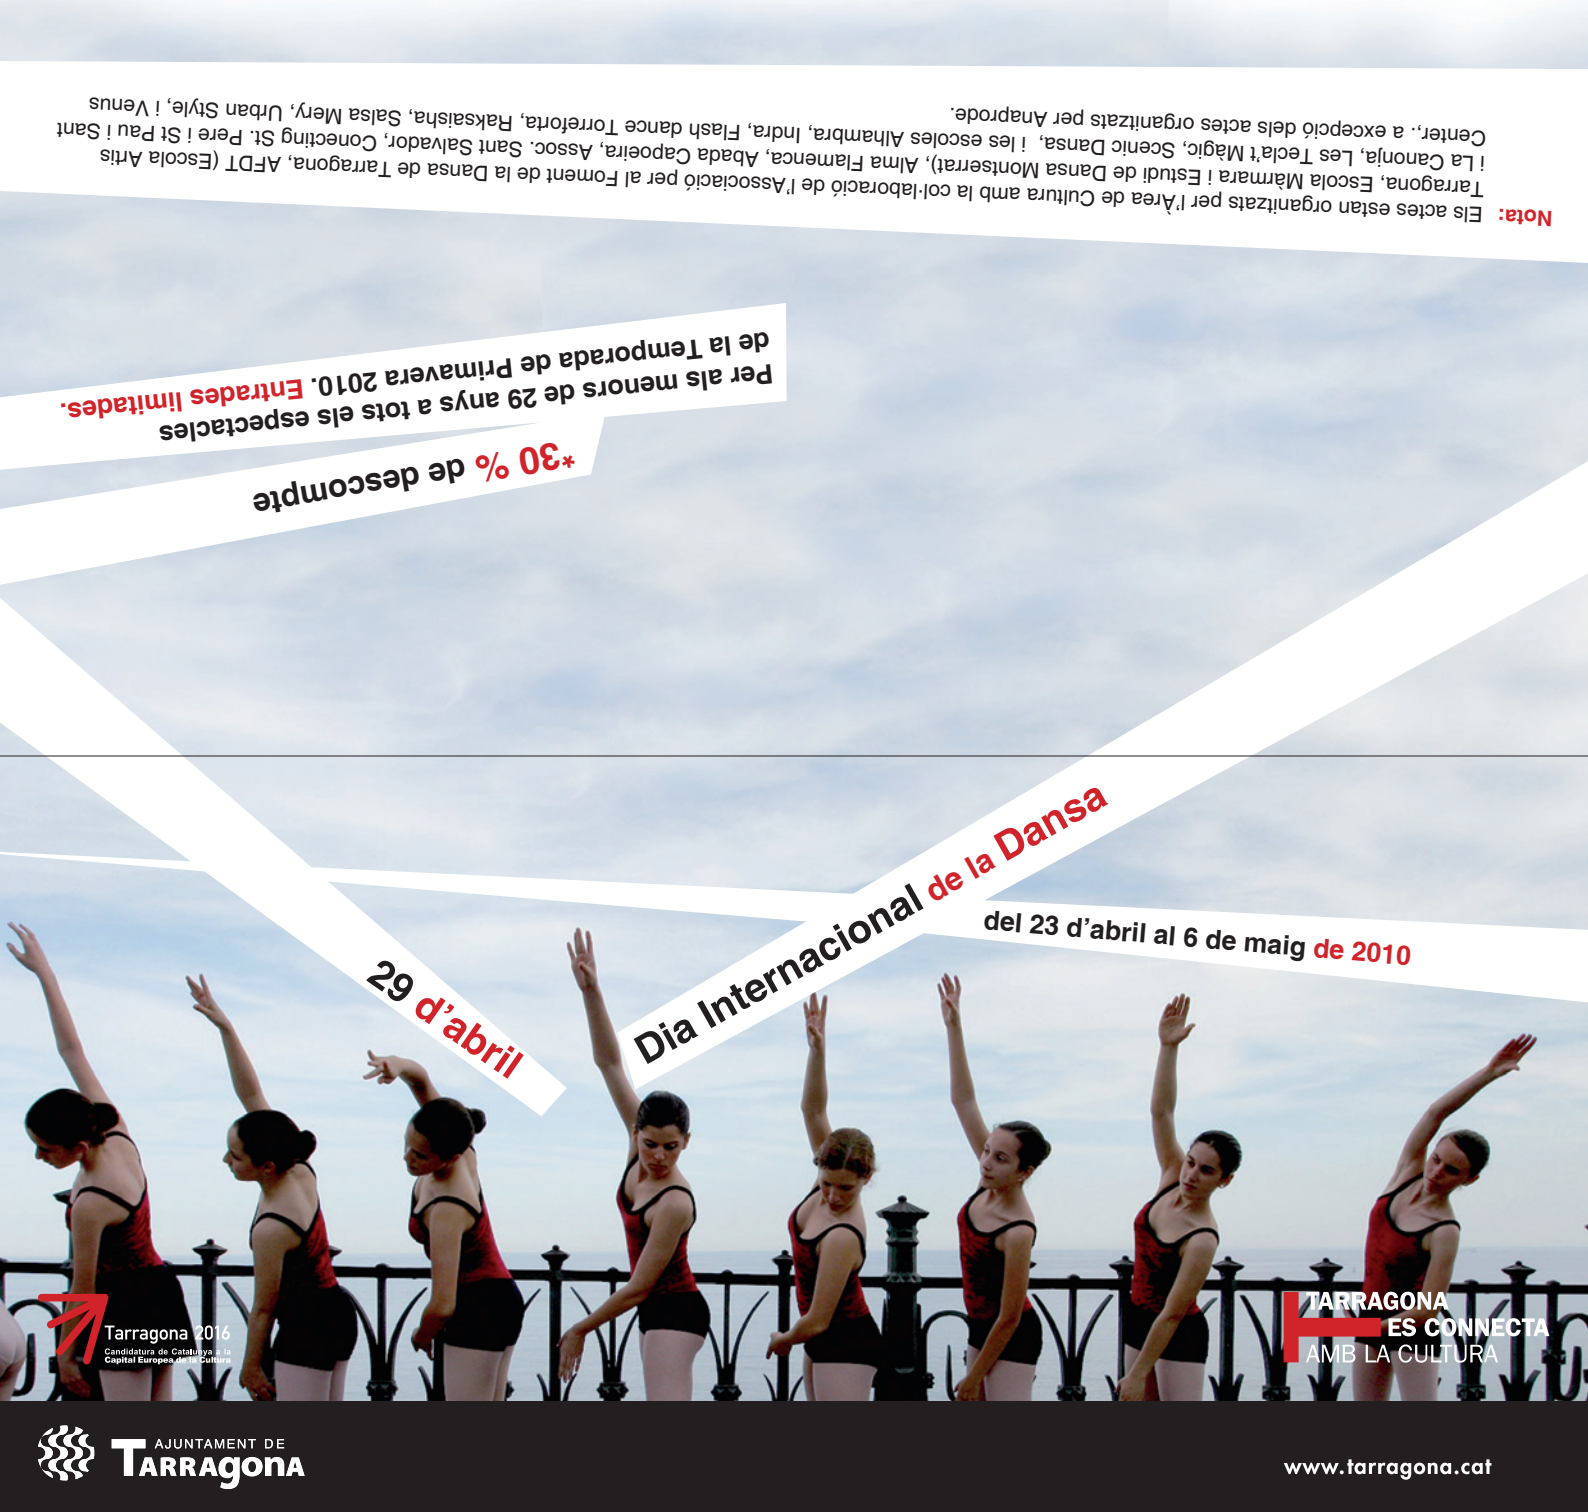 Nota: Els actes estan organitzats per l'Àrea de Cultura amb la col·laboració de l'Associació per al Foment de la Dansa de Tarragona, AFDT (Escola Artis
Tarragona, Escola Màrmara i Estudi de Dansa Montserrat), Alma Flamenca, Abada Capoeira, Assoc. Sant Salvador, Conecting St. Pere i St Pau i Sant
i La Canonja, Les Tecla't Màgic, Scenic Dansa, i les escoles Alhambra, Indra, Flash dance Torreforta, Raksaisha, Salsa Mery, Urban Style, i Venus
Center,. a excepció dels actes organitzats per Anaprode.
*30 % de descompte
Per als menors de 29 anys a tots els espectacles
de la Temporada de Primavera 2010. Entrades limitades.
29 d'abril
Dia Internacional de la Dansa
del 23 d'abril al 6 de maig de 2010
Tarragona 2016
Candidatura de Catalunya a la
Capital Europea de la Cultura
TARRAGONA
ES CONNECTA
AMB LA CULTURA
AJUNTAMENT DE
TARRAGONA
www.tarragona.cat